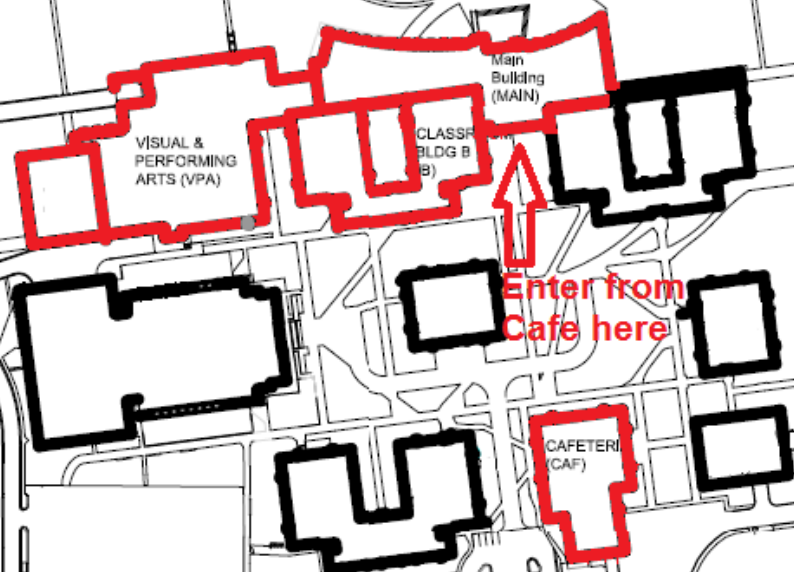 Main
Building
(MAIN)
VISUAL &
PERFORMING
ARTS (VPA)
BLDG B
Enter from
Cafe here
(CAF)